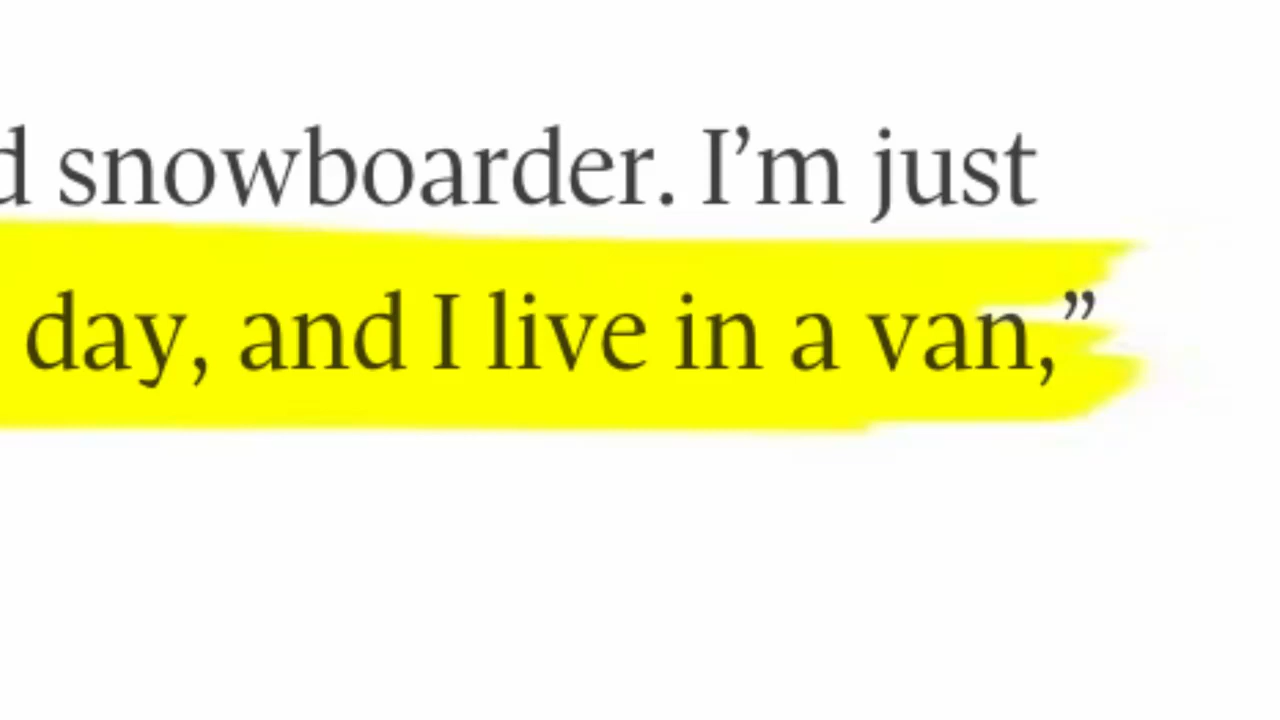 snowboarder. I’m just
day, and I live in a van,”